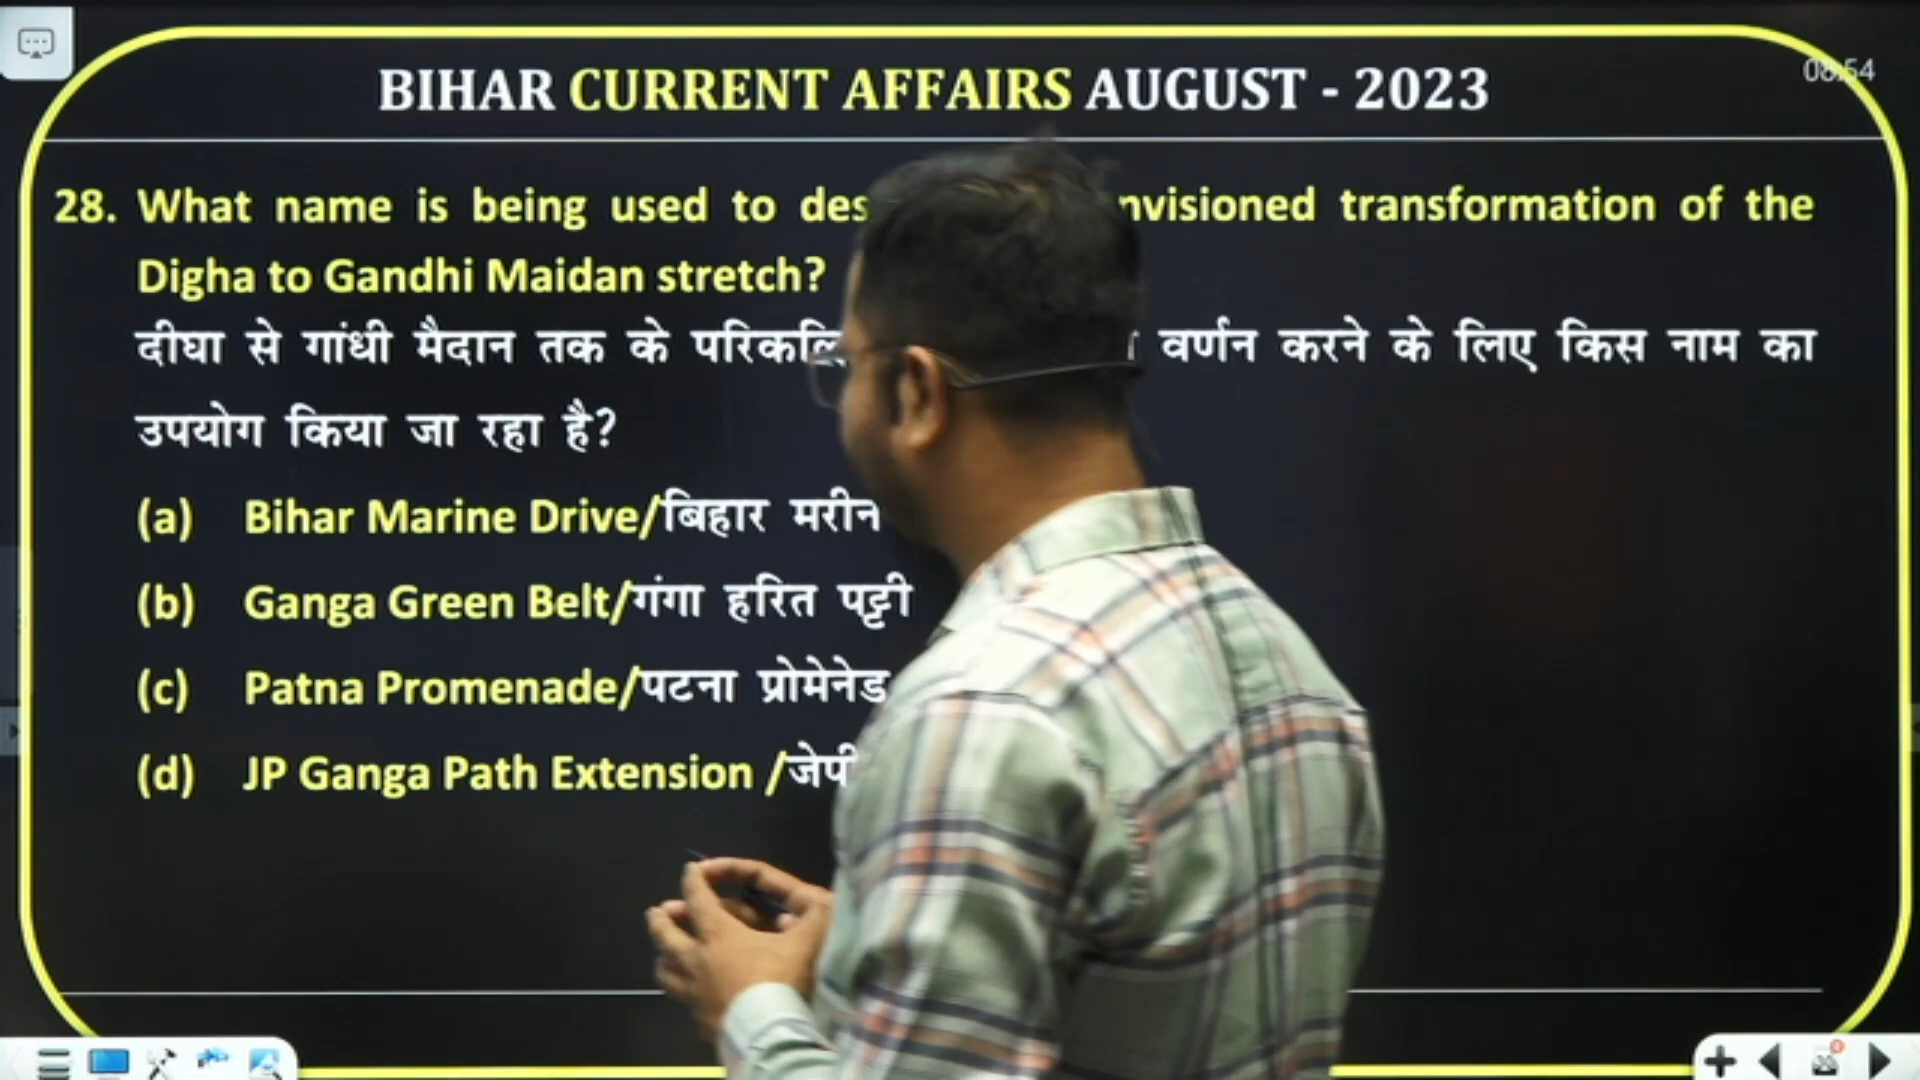 BIHAR CURRENT AFFAIRS AUGUST - 2023
08:54
28. What name is being used to des nvisioned transformation of the
Digha to Gandhi Maidan stretch?
दीघा से गांधी मैदान तक के वर्णन करने के लिए किस नाम का
उपयोग किया जा रहा है?
(a) Bihar Marine Drive/बिहार मरीन
(b) Ganga Green Belt/गंगा हरित पट्टी
(c) Patna Promenade/पटना प्रोमेनेड
(d) JP Ganga Path Extension /जेपी